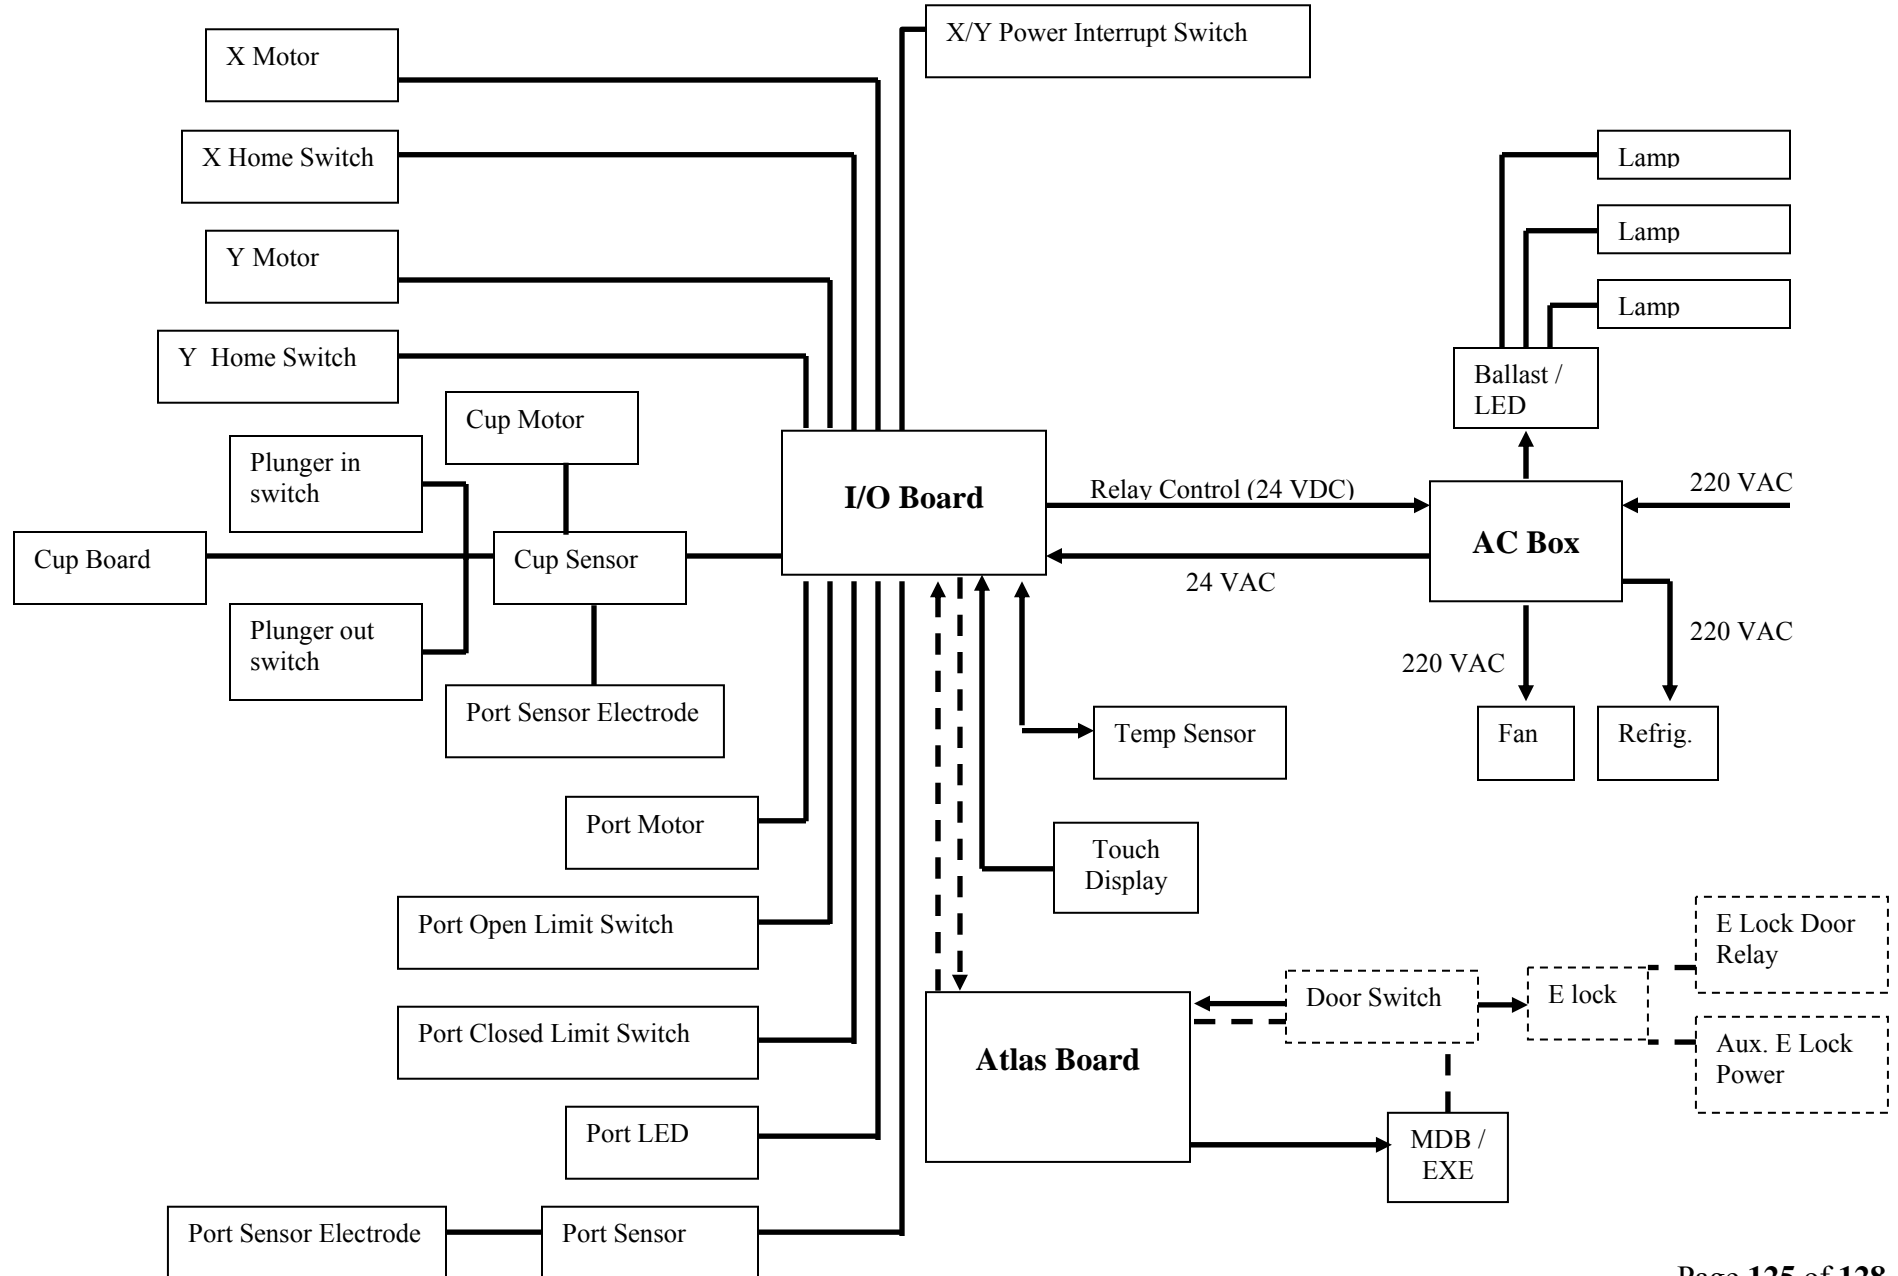 X/Y Power Interrupt Switch
X Motor
X Home Switch
Y Motor
Y Home Switch
Lamp
Lamp
Lamp
Ballast /
LED
Cup Motor
Plunger in
switch
Cup Board
Cup Sensor
Plunger out
switch
Port Sensor Electrode
I/O Board
Relay Control (24 VDC)
24 VAC
AC Box
220 VAC
220 VAC
220 VAC
Fan
Refrig.
Temp Sensor
Touch
Display
Port Motor
Port Open Limit Switch
Port Closed Limit Switch
Port LED
Port Sensor Electrode
Port Sensor
Atlas Board
Door Switch
E lock
E Lock Door
Relay
Aux. E Lock
Power
MDB /
EXE
Page 125 of 128